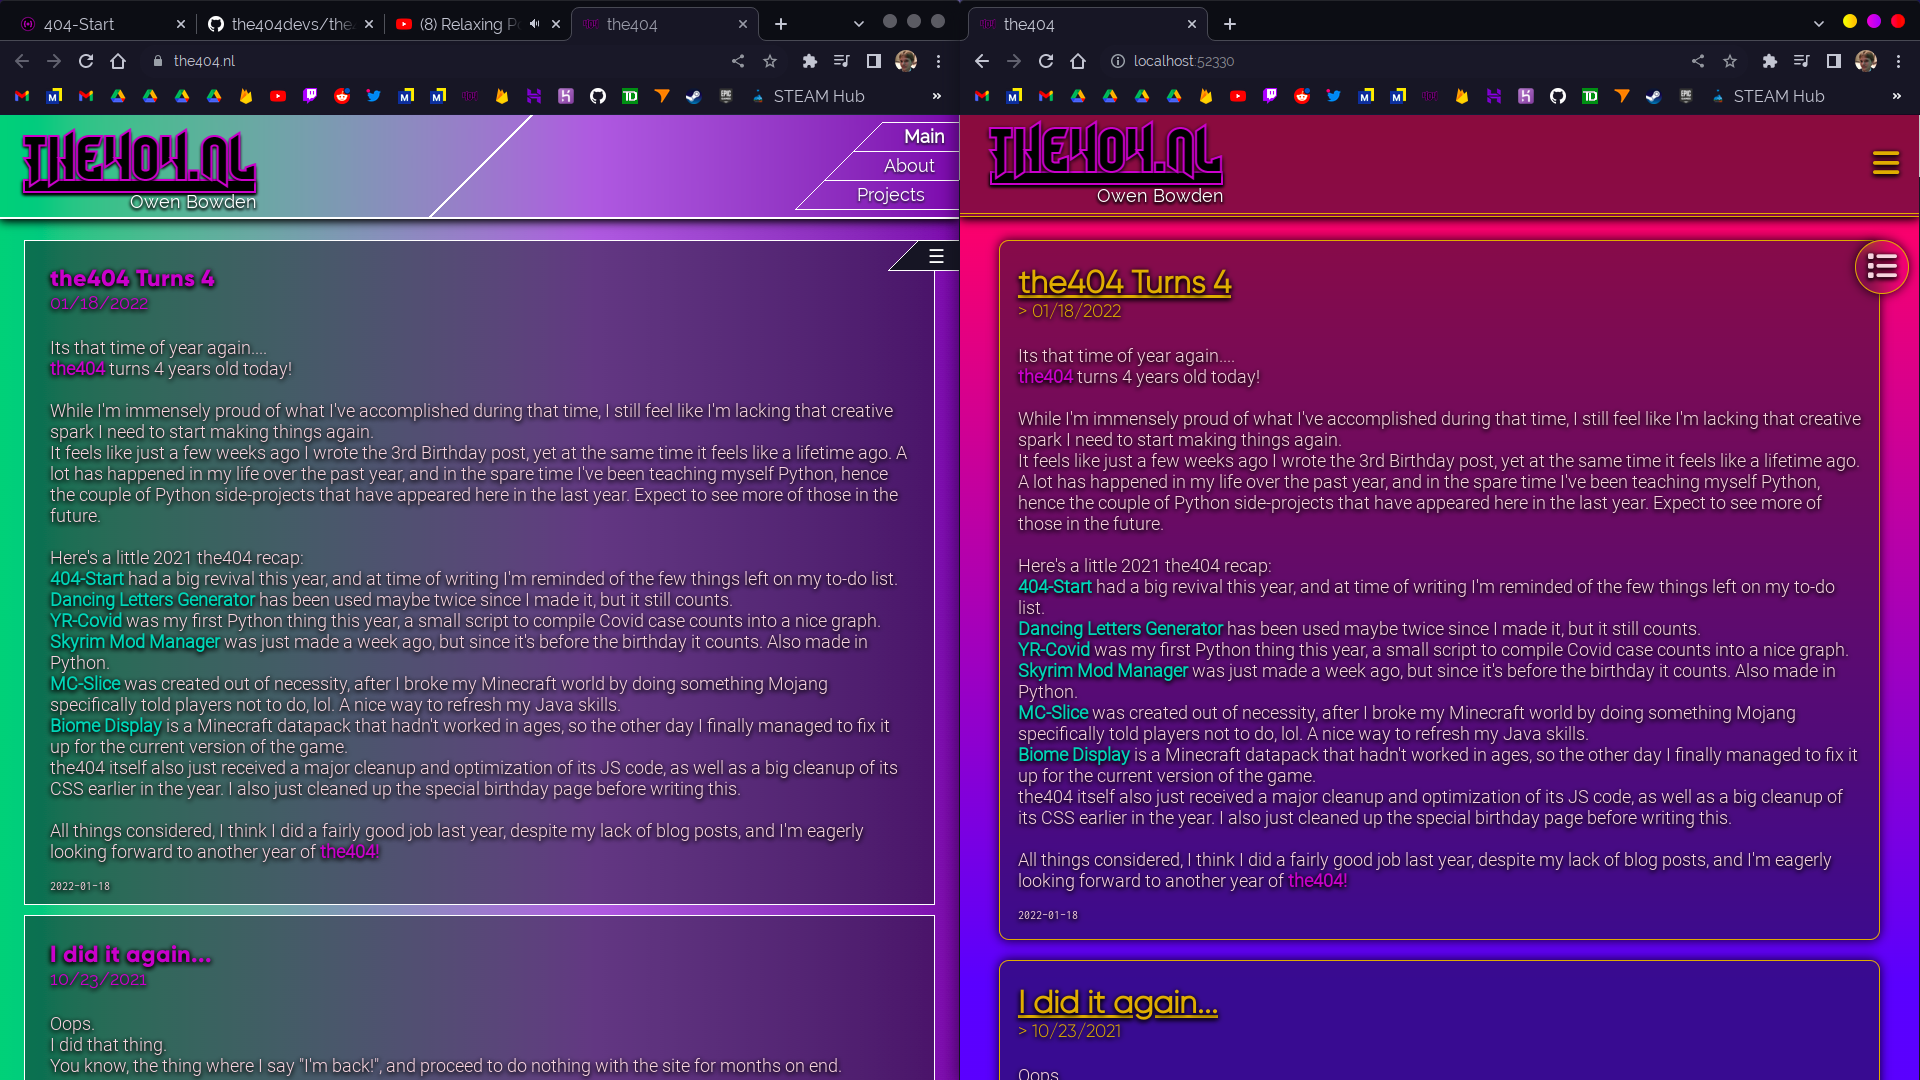 404-Start
the404devs/the
(8) Relaxing P
the404
the404.nl
STEAM Hub
»
THE404.NL
Owen Bowden
Main
About
Projects
the404 Turns 4
01/18/2022
Its that time of year again....
the404 turns 4 years old today!
While I'm immensely proud of what I've accomplished during that time, I still feel like I'm lacking that creative
spark I need to start making things again.
It feels like just a few weeks ago I wrote the 3rd Birthday post, yet at the same time it feels like a lifetime ago. A
lot has happened in my life over the past year, and in the spare time I've been teaching myself Python, hence
the couple of Python side-projects that have appeared here in the last year. Expect to see more of those in the
future.
Here's a little 2021 the404 recap:
404-Start had a big revival this year, and at time of writing I'm reminded of the few things left on my to-do list.
Dancing Letters Generator has been used maybe twice since I made it, but it still counts.
YR-Covid was my first Python thing this year, a small script to compile Covid case counts into a nice graph.
Skyrim Mod Manager was just made a week ago, but since it's before the birthday it counts. Also made in
Python.
MC-Slice was created out of necessity, after I broke my Minecraft world by doing something Mojang
specifically told players not to do, lol. A nice way to refresh my Java skills.
Biome Display is a Minecraft datapack that hadn't worked in ages, so the other day I finally managed to fix it
up for the current version of the game.
the404 itself also just received a major cleanup and optimization of its JS code, as well as a big cleanup of its
CSS earlier in the year. I also just cleaned up the special birthday page before writing this.
All things considered, I think I did a fairly good job last year, despite my lack of blog posts, and I'm eagerly
looking forward to another year of the404!
2022-01-18
I did it again...
10/23/2021
Oops.
I did that thing.
You know, the thing where I say "I'm back!", and proceed to do nothing with the site for months on end.
the404
localhost:52330
STEAM Hub
»
THE404.NL
Owen Bowden
the404 Turns 4
> 01/18/2022
Its that time of year again....
the404 turns 4 years old today!
While I'm immensely proud of what I've accomplished during that time, I still feel like I'm lacking that creative
spark I need to start making things again.
It feels like just a few weeks ago I wrote the 3rd Birthday post, yet at the same time it feels like a lifetime ago.
A lot has happened in my life over the past year, and in the spare time I've been teaching myself Python,
hence the couple of Python side-projects that have appeared here in the last year. Expect to see more of
those in the future.
Here's a little 2021 the404 recap:
404-Start had a big revival this year, and at time of writing I'm reminded of the few things left on my to-do
list.
Dancing Letters Generator has been used maybe twice since I made it, but it still counts.
YR-Covid was my first Python thing this year, a small script to compile Covid case counts into a nice graph.
Skyrim Mod Manager was just made a week ago, but since it's before the birthday it counts. Also made in
Python.
MC-Slice was created out of necessity, after I broke my Minecraft world by doing something Mojang
specifically told players not to do, lol. A nice way to refresh my Java skills.
Biome Display is a Minecraft datapack that hadn't worked in ages, so the other day I finally managed to fix it
up for the current version of the game.
the404 itself also just received a major cleanup and optimization of its JS code, as well as a big cleanup of
its CSS earlier in the year. I also just cleaned up the special birthday page before writing this.
All things considered, I think I did a fairly good job last year, despite my lack of blog posts, and I'm eagerly
looking forward to another year of the404!
2022-01-18
I did it again...
> 10/23/2021
Oops.